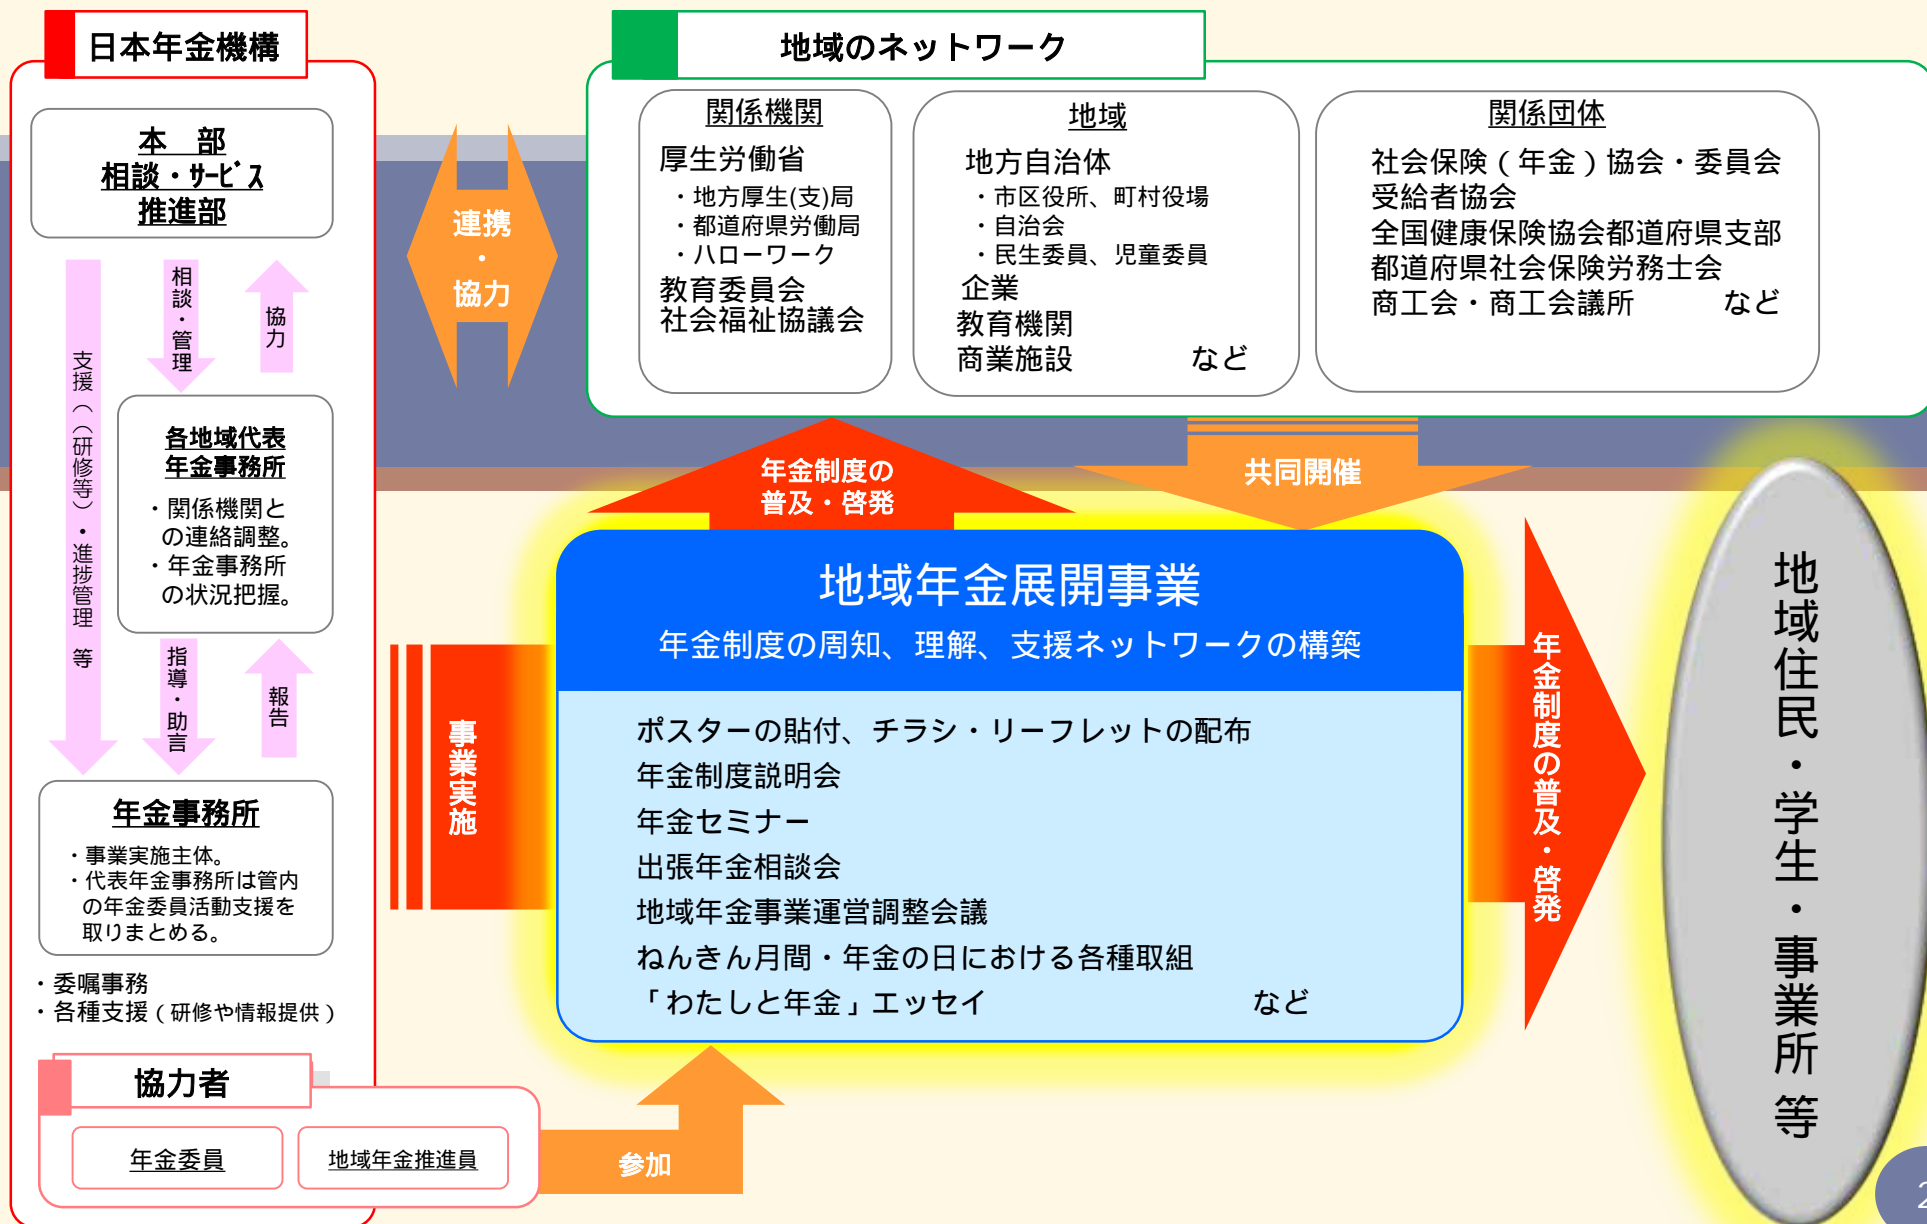 日本年金機構
本　部
相談・サービス
推進部
相談・管理
協力
支援（（研修等）・進捗管理　等
各地域代表
年金事務所
・関係機関と
の連絡調整。
・年金事務所
の状況把握。
指導・助言
報告
年金事務所
・事業実施主体。
・代表年金事務所は管内
の年金委員活動支援を
取りまとめる。
・委嘱事務
・各種支援（研修や情報提供）
協力者
年金委員
地域年金推進員
連携
・
協力
地域のネットワーク
関係機関
厚生労働省
・地方厚生(支)局
・都道府県労働局
・ハローワーク
教育委員会
社会福祉協議会
地域
地方自治体
・市区役所、町村役場
・自治会
・民生委員、児童委員
企業
教育機関
商業施設　　　　など
関係団体
社会保険（年金）協会・委員会
受給者協会
全国健康保険協会都道府県支部
都道府県社会保険労務士会
商工会・商工会議所　　　など
年金制度の
普及・啓発
共同開催
事業実施
地域年金展開事業
年金制度の周知、理解、支援ネットワークの構築
ポスターの貼付、チラシ・リーフレットの配布
年金制度説明会
年金セミナー
出張年金相談会
地域年金事業運営調整会議
ねんきん月間・年金の日における各種取組
「わたしと年金」エッセイ　　　　　　　　など
参加
年金制度の普及・啓発
地域住民・学生・事業所 等
2